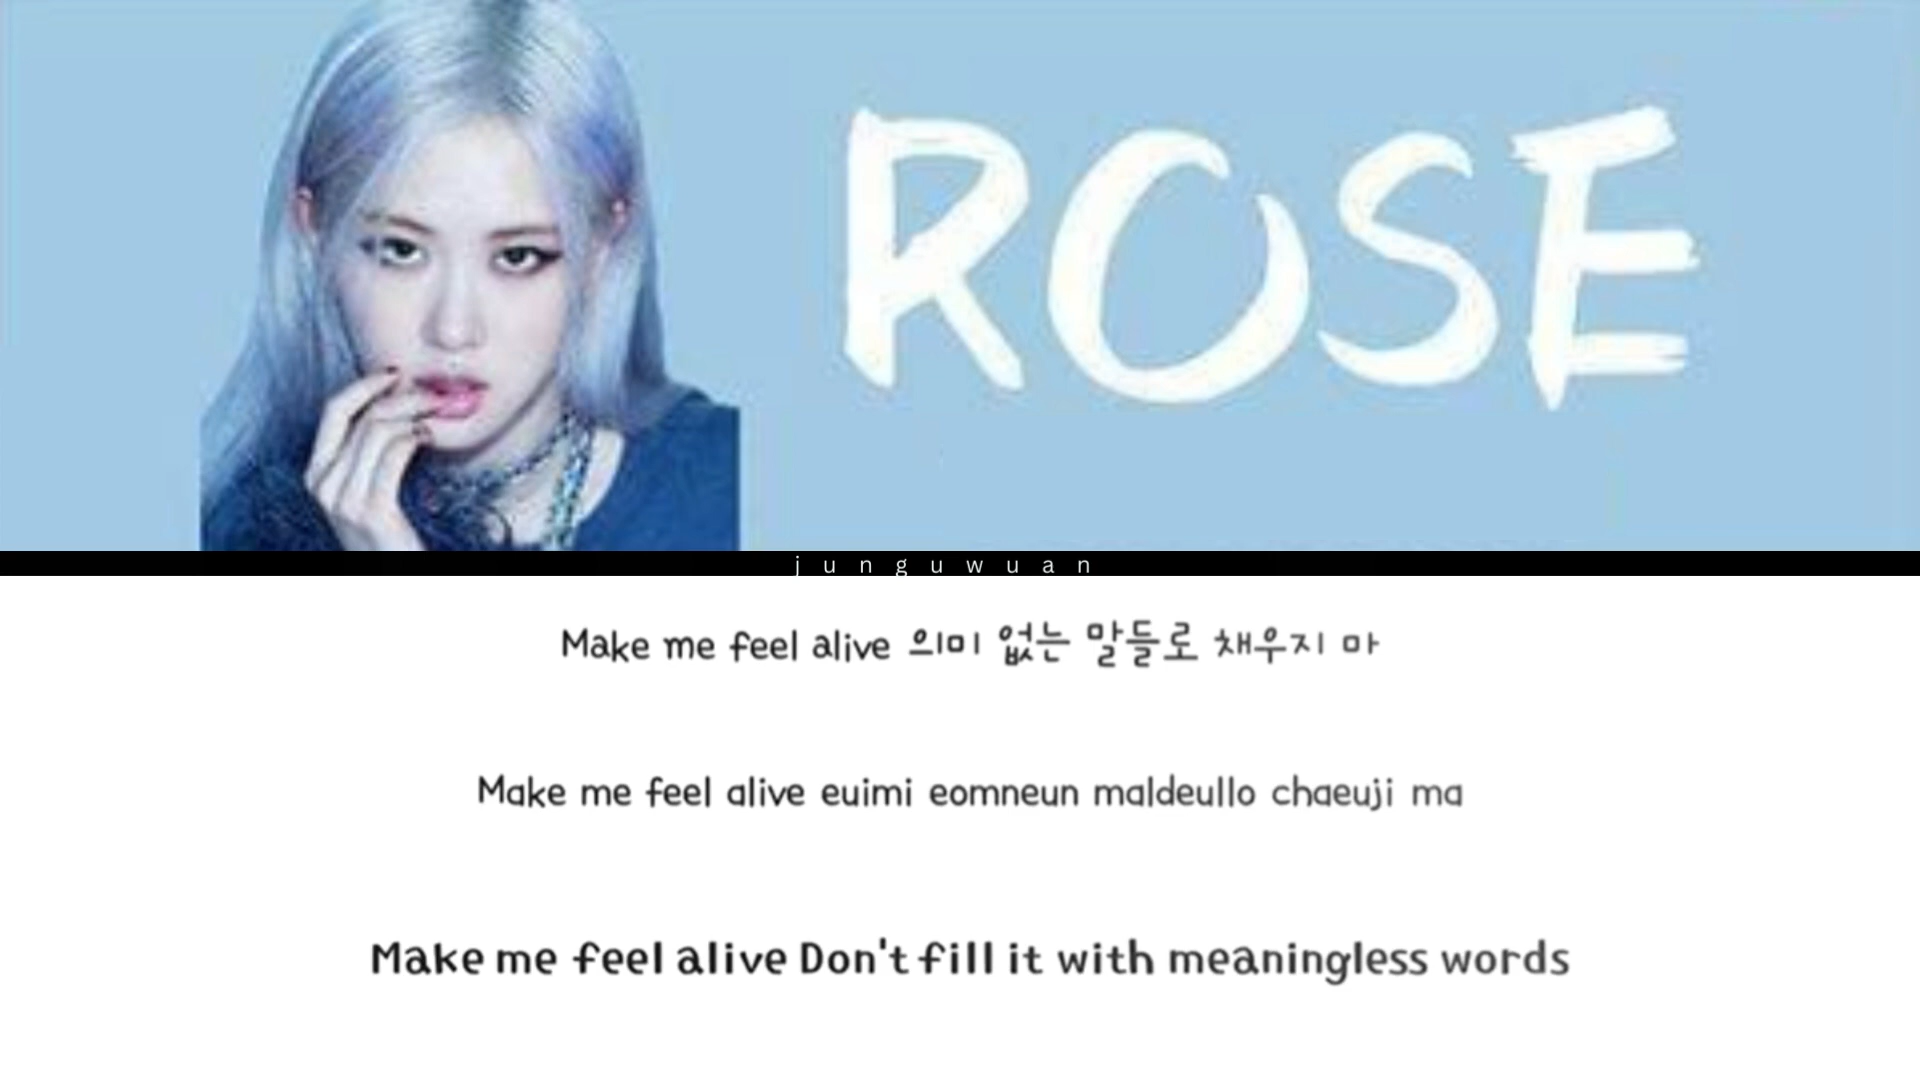 ROSE
junguwuan
Make me feel alive 의미 없는 말들로 채우지 마
Make me feel alive euimi eomneun maldeullo chaeuji ma
Make me feel alive Don't fill it with meaningless words